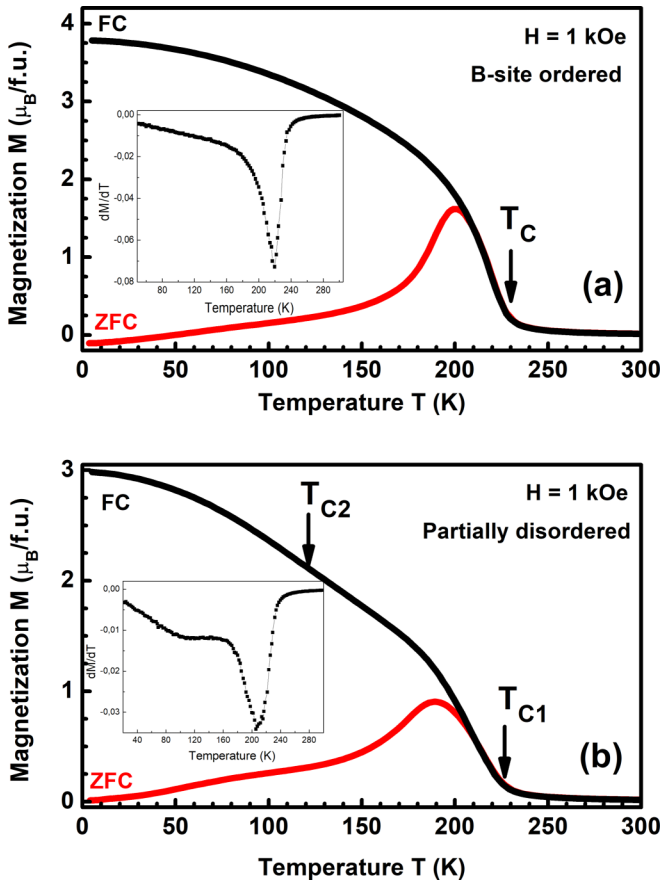 FC
H = 1 kOe
B-site ordered
4
3
2
1
0
Magnetization M (μB/f.u.)
0,00
-0,02
-0,04
-0,06
-0,08
dM/dT
80 120 160 200 240 280
Temperature (K)
TC
(a)
ZFC
0 50 100 150 200 250 300
Temperature T (K)
3
2
1
0
Magnetization M (μB/f.u.)
FC
TC2
H = 1 kOe
Partially disordered
0,00
-0,01
-0,02
-0,03
dM/dT
40 80 120 160 200 240 280
Temperature (K)
TC1
(b)
ZFC
0 50 100 150 200 250 300
Temperature T (K)